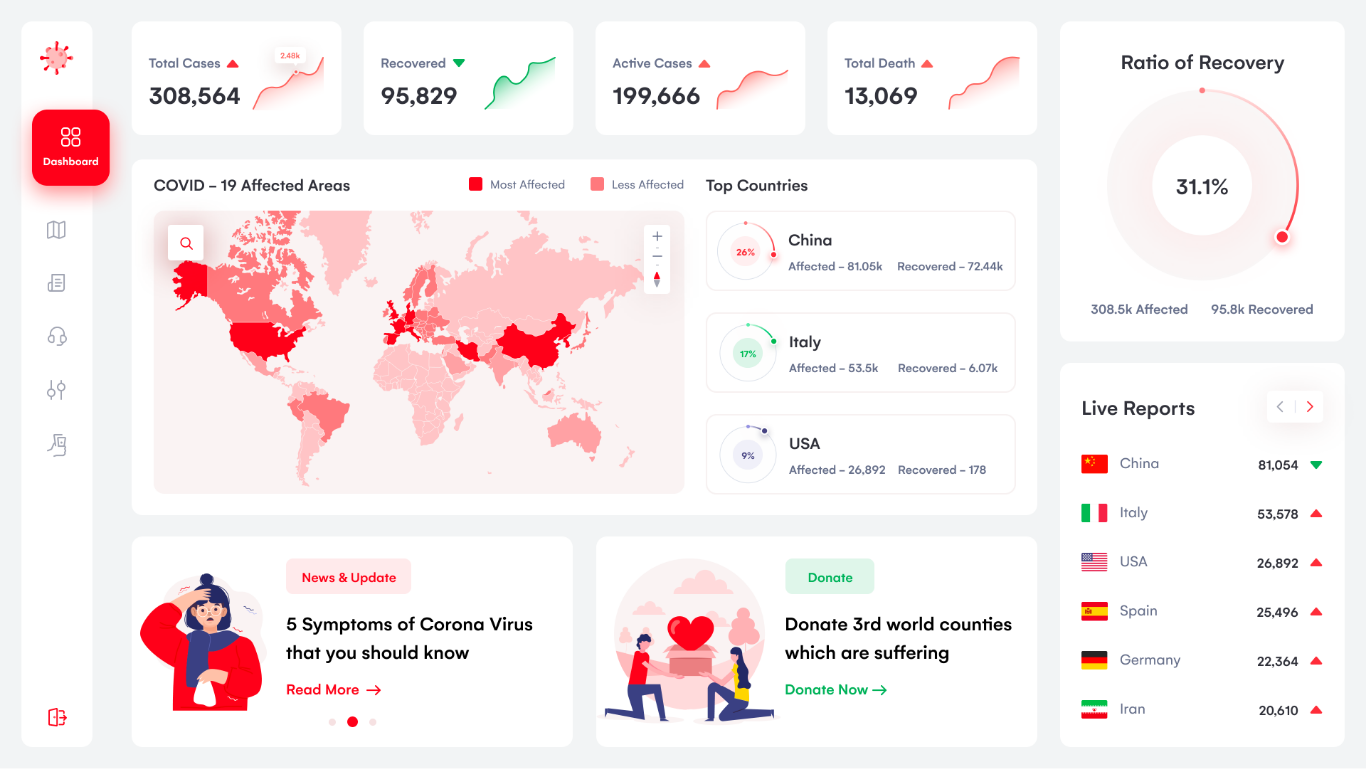 Total Cases
2.48k
308,564
Recovered
95,829
Active Cases
199,666
Total Death
13,069
Ratio of Recovery
31.1%
308.5k Affected
95.8k Recovered
Dashboard
COVID - 19 Affected Areas
Most Affected
Less Affected
Top Countries
26%
China
Affected - 81.05k
Recovered - 72.44k
17%
Italy
Affected - 53.5k
Recovered - 6.07k
9%
USA
Affected - 26,892
Recovered - 178
Live Reports
China
81,054
Italy
53,578
USA
26,892
Spain
25,496
Germany
22,364
Iran
20,610
News & Update
5 Symptoms of Corona Virus
that you should know
Read More
Donate
Donate 3rd world counties
which are suffering
Donate Now